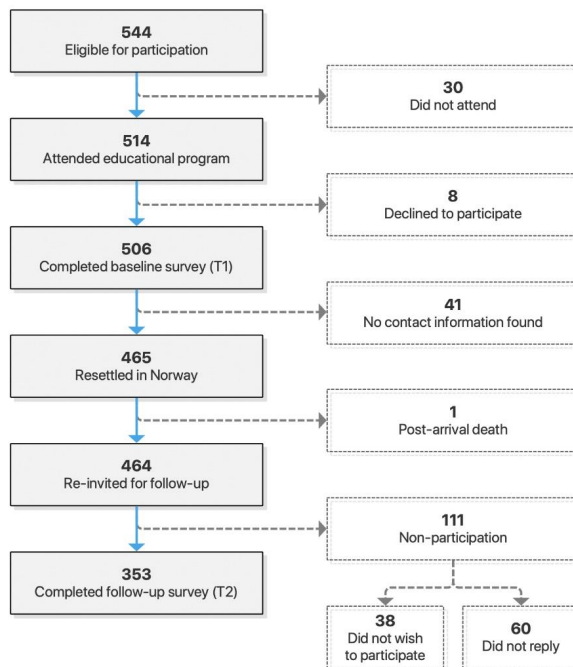 544
Eligible for participation
30
Did not attend
514
Attended educational program
8
Declined to participate
506
Completed baseline survey (T1)
41
No contact information found
465
Resettled in Norway
1
Post-arrival death
464
Re-invited for follow-up
111
Non-participation
353
Completed follow-up survey (T2)
38
Did not wish
to participate
60
Did not reply